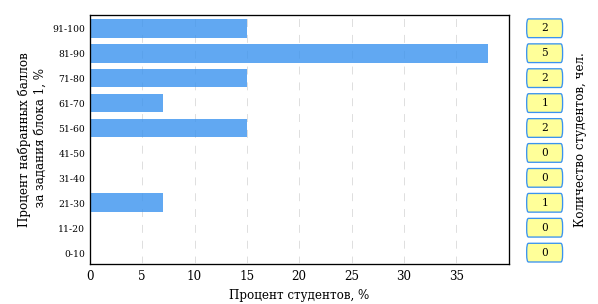 Процент набранных баллов
за задания блока 1, %
91-100 2
81-90 5
71-80 2
61-70 1
51-60 2
41-50 0
31-40 0
21-30 1
11-20 0
0-10 0
0 5 10 15 20 25 30 35
Процент студентов, %
Количество студентов, чел.